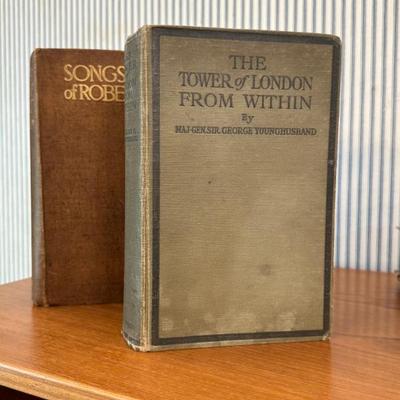 SONGS
of ROBE
THE
TOWER of LONDON
FROM WITHIN
By
MAJ-GEN. SIR. GEORGE YOUNGHUSBAND